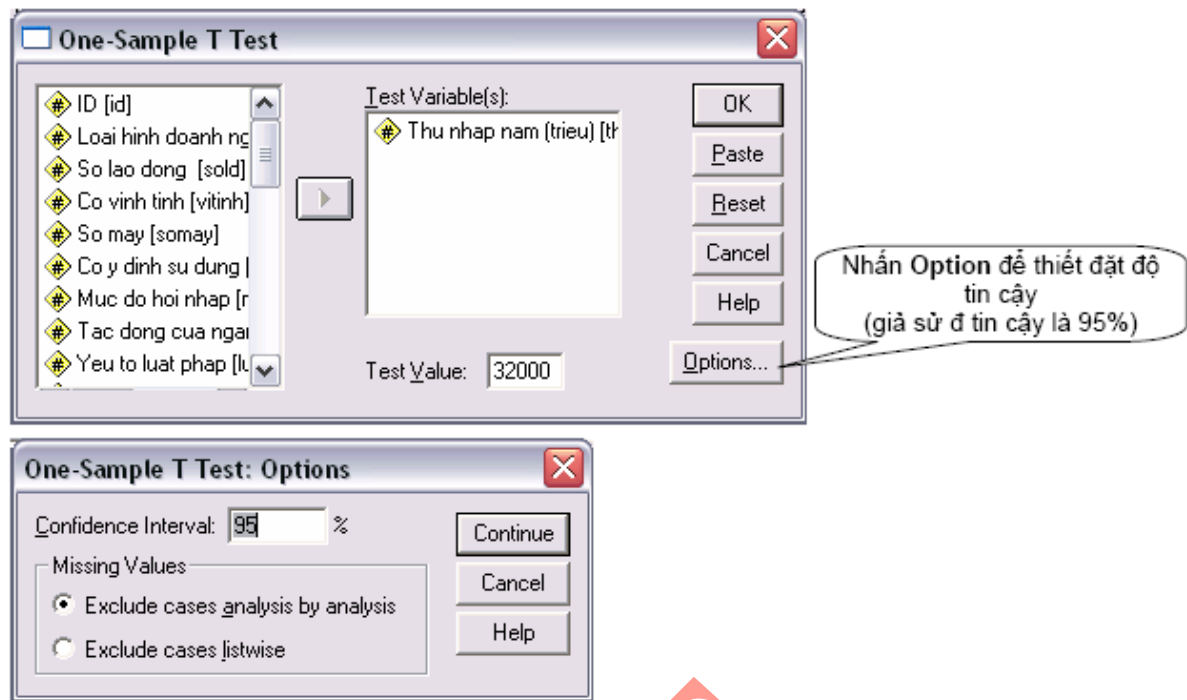 One-Sample T Test
ID [id]
Loai hinh doanh ng
So lao dong [sold]
Co vinh tinh [vitinh]
So may [somay]
Co y dinh su dung [
Muc do hoi nhap [r
Tac dong cua ngar
Yeu to luat phap [lu
Test Variable(s):
Thu nhap nam (trieu) [th
Test Value: 32000
OK
Paste
Reset
Cancel
Help
Options...
Nhấn Option để thiết đặt độ
tin cậy
(giả sử đ tin cậy là 95%)
One-Sample T Test: Options
Confidence Interval: 95 %
Missing Values
Exclude cases analysis by analysis
Exclude cases listwise
Continue
Cancel
Help